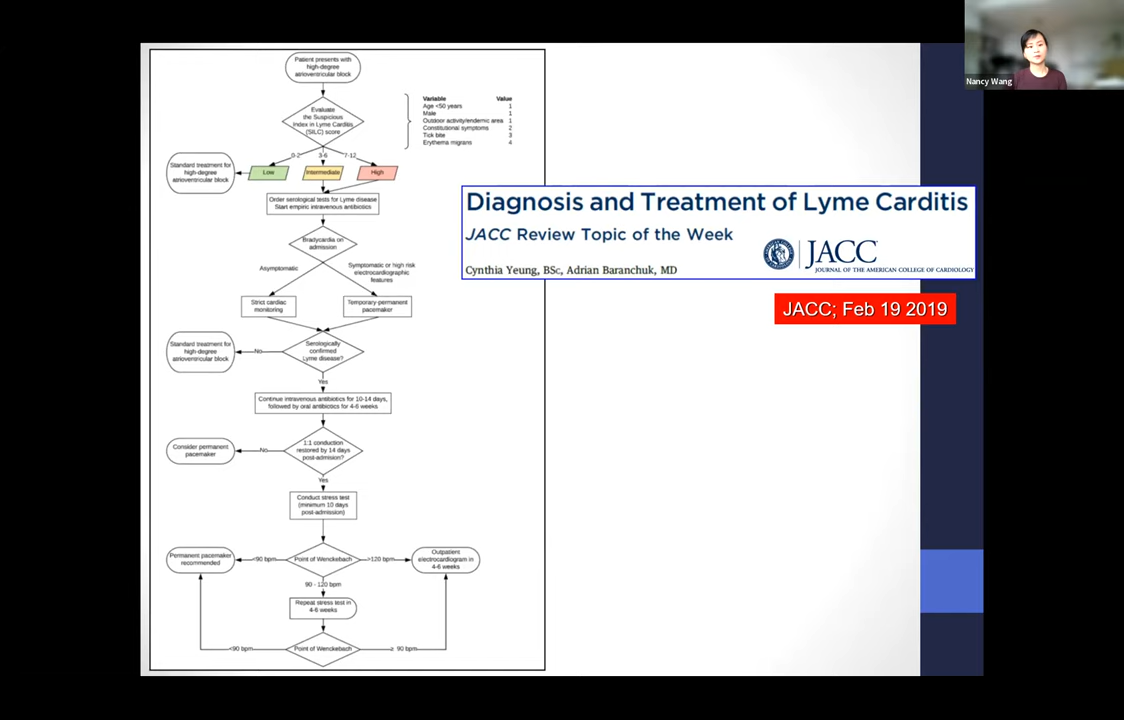 Nancy Wang
Patient presents with
high-degree
atrioventricular block
Evaluate
the Suspicious
Index in Lyme Carditis
(SILC) score
Variable Value
Age <50 years 1
Male 1
Outdoor activity/endemic area 1
Constitutional symptoms 2
Tick bite 3
Erythema migrans 4
0-2 3-6 7-12
Standard treatment for
high-degree
atrioventricular block
Low Intermediate High
Order serological tests for Lyme disease
Start empiric intravenous antibiotics
Bradycardia on
admission
Asymptomatic
Symptomatic or high risk
electrocardiographic
features
Strict cardiac
monitoring
Temporary-permanent
pacemaker
Serologically
confirmed
Lyme disease?
No
Standard treatment for
high-degree
atrioventricular block
Yes
Continue intravenous antibiotics for 10-14 days,
followed by oral antibiotics for 4-6 weeks
1:1 conduction
restored by 14 days
post-admission?
No
Consider permanent
pacemaker
Yes
Conduct stress test
(minimum 10 days
post-admission)
Permanent pacemaker
recommended
<90 bpm
Point of Wenckebach
>120 bpm
Outpatient
electrocardiogram in
4-6 weeks
90 - 120 bpm
Repeat stress test in
4-6 weeks
<90 bpm
Point of Wenckebach
≥ 90 bpm
Diagnosis and Treatment of Lyme Carditis
JACC Review Topic of the Week
Cynthia Yeung, BSc, Adrian Baranchuk, MD
JACC
JOURNAL OF THE AMERICAN COLLEGE OF CARDIOLOGY
JACC; Feb 19 2019